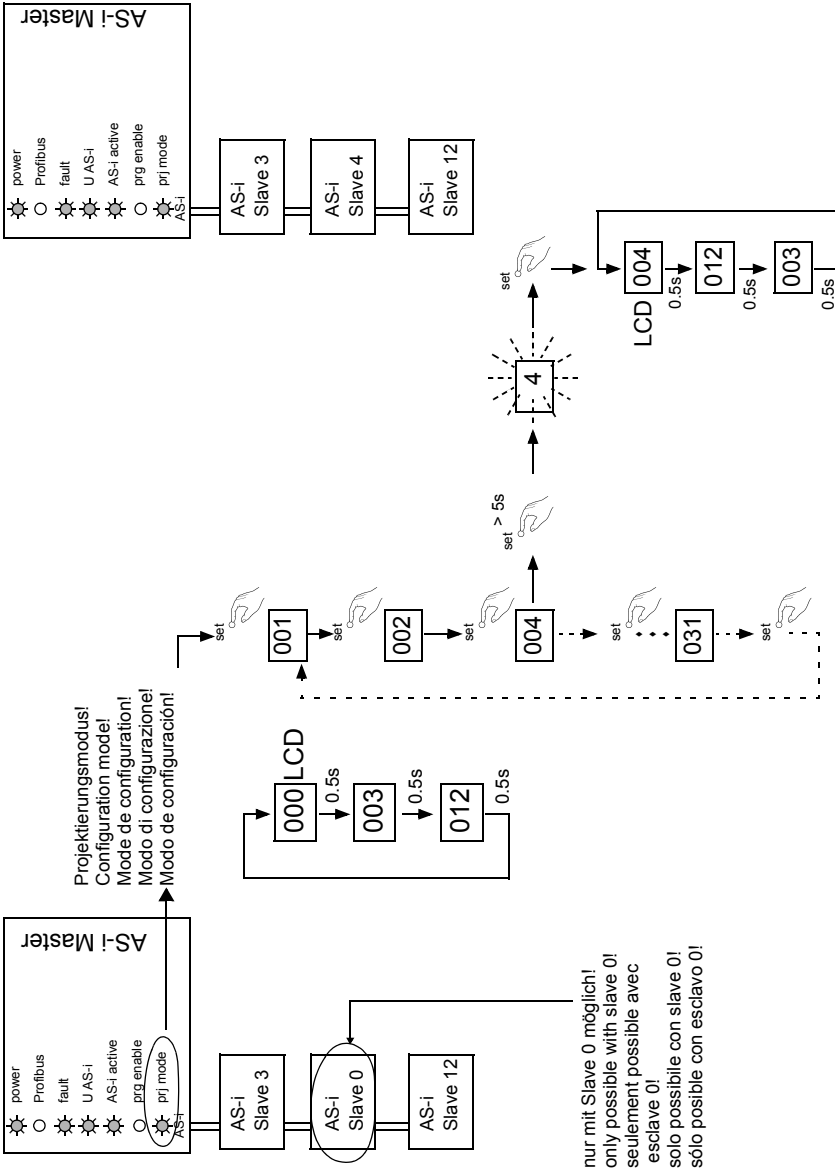 AS-i Master
power
Profibus
fault
U AS-i
AS-i active
prg enable
prj mode
AS-i
AS-i
Slave 3
AS-i
Slave 0
AS-i
Slave 12
nur mit Slave 0 möglich!
only possible with slave 0!
seulement possible avec
esclave 0!
solo possibile con slave 0!
sólo posible con esclavo 0!
Projektierungsmodus!
Configuration mode!
Mode de configuration!
Modo di configurazione!
Modo de configuración!
000 LCD
0.5s
003
0.5s
012
0.5s
set
001
set
002
set
004
set
031
set
set > 5s
4
set
LCD 004
0.5s
012
0.5s
003
0.5s
AS-i Master
power
Profibus
fault
U AS-i
AS-i active
prg enable
prj mode
AS-i
AS-i
Slave 3
AS-i
Slave 4
AS-i
Slave 12